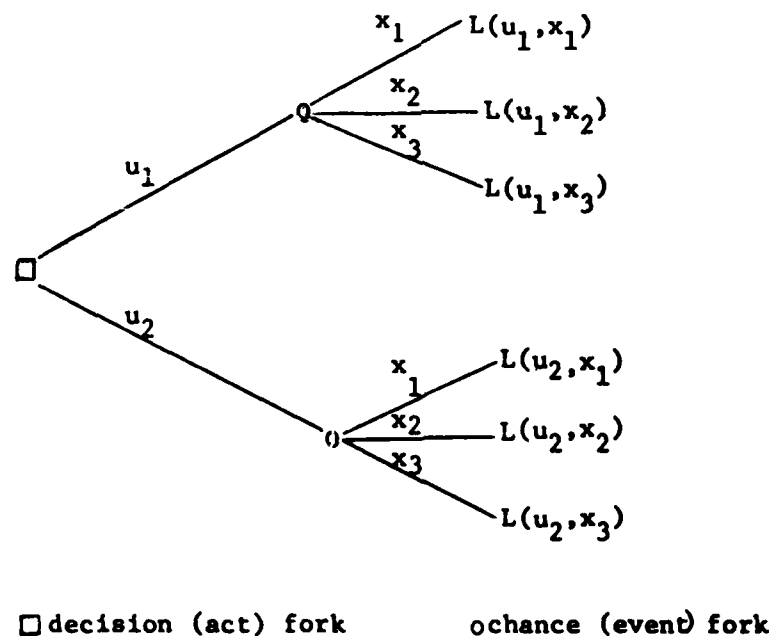 x₁ L(u₁,x₁)
x₂ L(u₁,x₂)
x₃ L(u₁,x₃)
u₁
u₂
x₁ L(u₂,x₁)
x₂ L(u₂,x₂)
x₃ L(u₂,x₃)
decision (act) fork
chance (event) fork